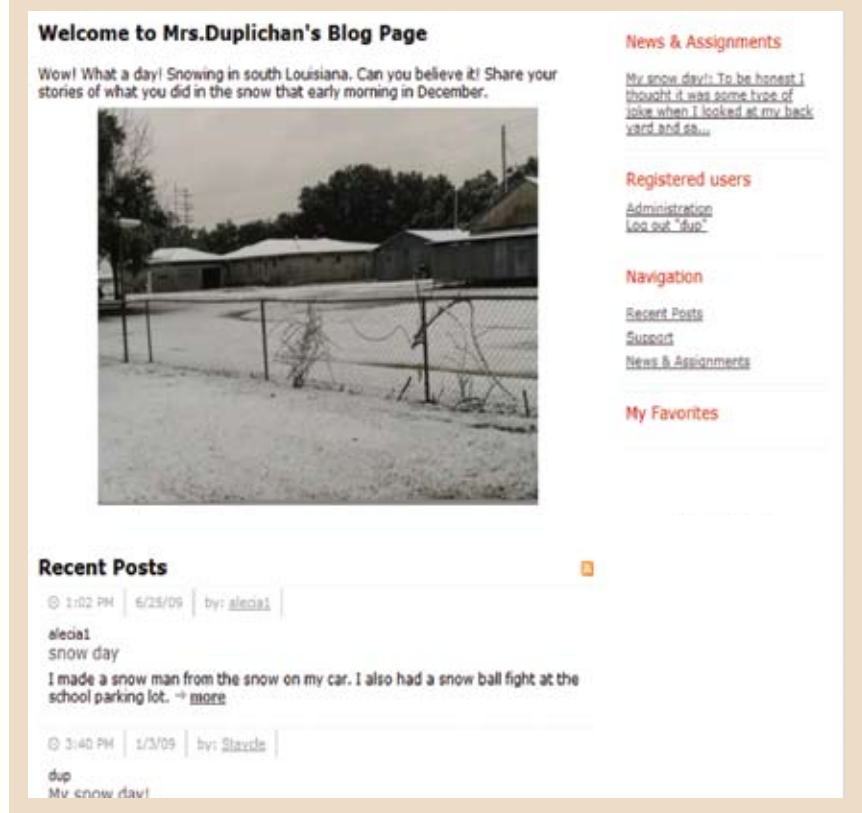 Welcome to Mrs.Duplichan's Blog Page
Wow! What a day! Snowing in south Louisiana. Can you believe it! Share your
stories of what you did in the snow that early morning in December.
News & Assignments
My snow day!: To be honest I
thought it was some type of
joke when I looked at my back
yard and sa...
Registered users
Administration
Log out "dup"
Navigation
Recent Posts
Support
News & Assignments
My Favorites
Recent Posts
1:02 PM 6/25/09 by: alecia1
alecia1
snow day
I made a snow man from the snow on my car. I also had a snow ball fight at the
school parking lot. → more
3:40 PM 1/3/09 by:
dup
My snow day!